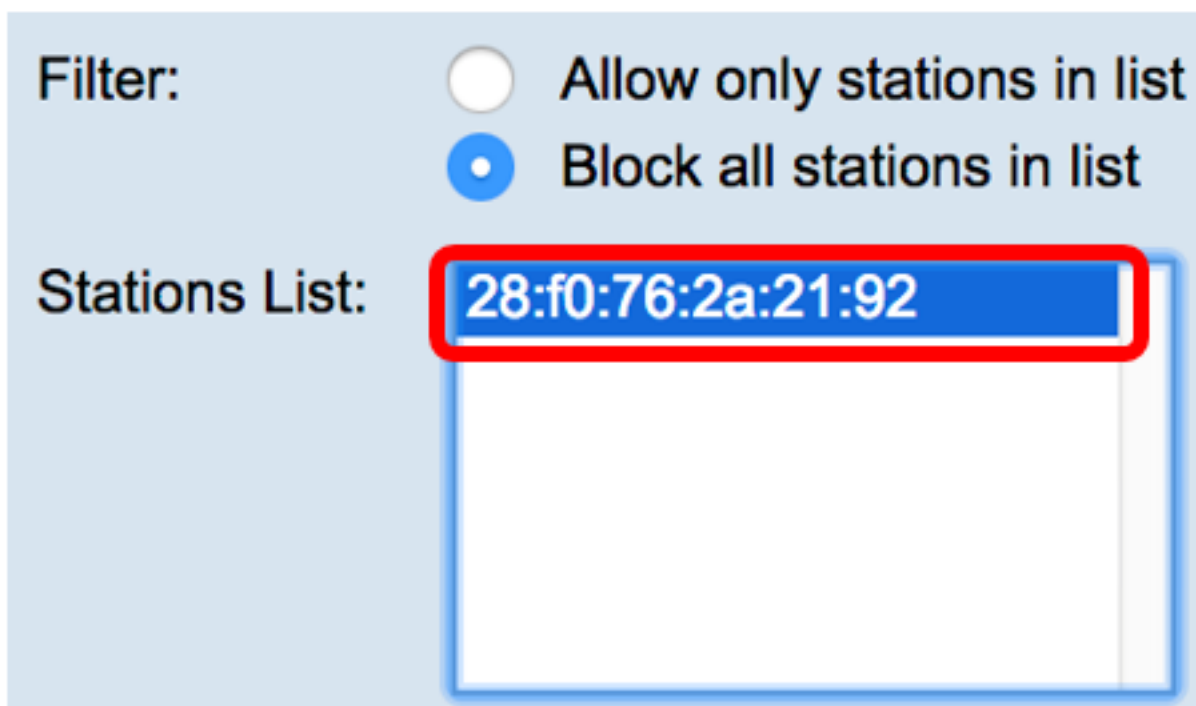 Filter:
Allow only stations in list
Block all stations in list
Stations List:
28:f0:76:2a:21:92